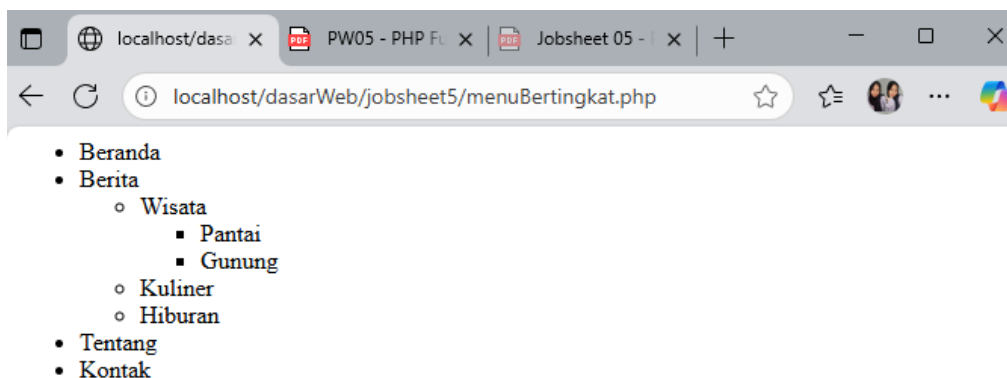 localhost/dasa
PW05 - PHP Fu
Jobsheet 05 -
localhost/dasarWeb/jobsheet5/menuBertingkat.php
Beranda
Berita
Wisata
Pantai
Gunung
Kuliner
Hiburan
Tentang
Kontak